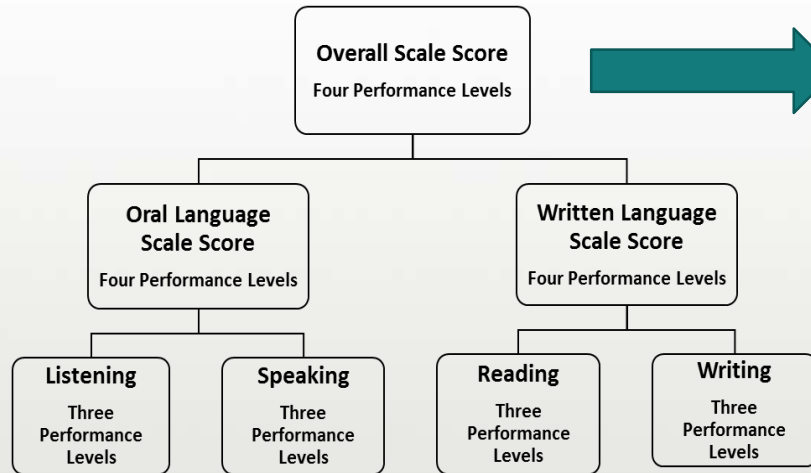 Overall Scale Score
Four Performance Levels
Oral Language
Scale Score
Four Performance Levels
Written Language
Scale Score
Four Performance Levels
Listening
Three
Performance
Levels
Speaking
Three
Performance
Levels
Reading
Three
Performance
Levels
Writing
Three
Performance
Levels